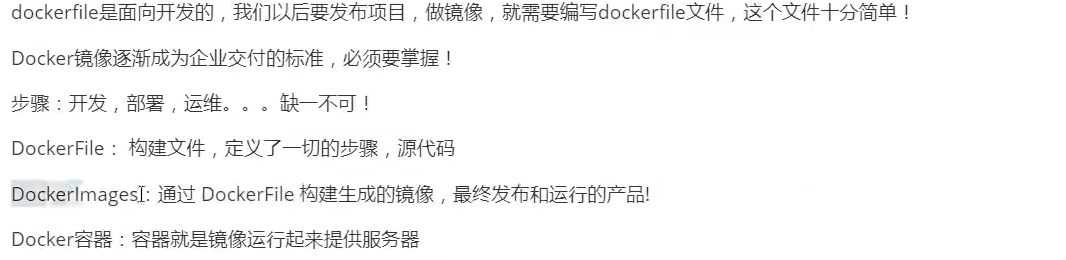 dockerfile是面向开发的，我们以后要发布项目，做镜像，就需要编写dockerfile文件，这个文件十分简单！
Docker镜像逐渐成为企业交付的标准，必须要掌握！
步骤：开发，部署，运维。。。缺一不可！
DockerFile： 构建文件，定义了一切的步骤，源代码
DockerImages：通过 DockerFile 构建生成的镜像，最终发布和运行的产品!
Docker容器：容器就是镜像运行起来提供服务器